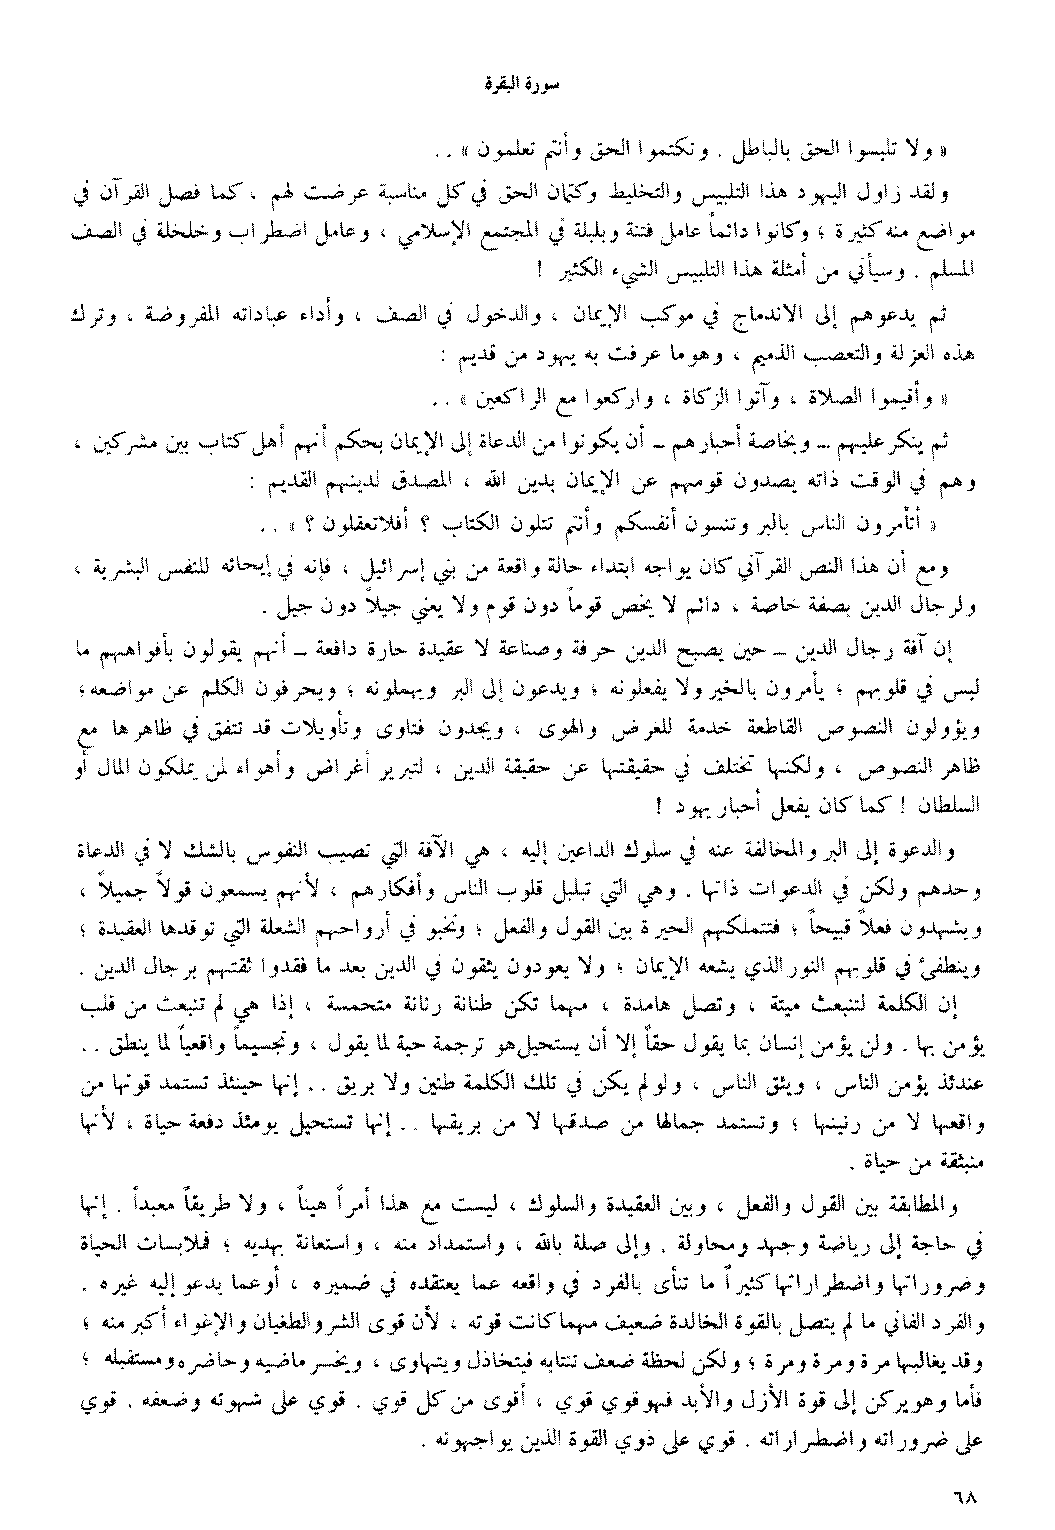 سورة البقرة
« ولا تلبسوا الحق بالباطل . وتكتموا الحق وأنتم تعلمون » . .
ولقد زاول اليهود هذا التلبيس والتخليط وكتمان الحق في كل مناسبة عرضت لهم ، كما فصل القرآن في
مواضع منه كثيرة ؛ وكانوا دائماً عامل فتنة وبلبلة في المجتمع الإسلامي ، وعامل اضطراب وخلخلة في الصف
المسلم . وسيأتي من أمثلة هذا التلبيس الشيء الكثير !
ثم يدعوهم إلى الاندماج في موكب الإيمان ، والدخول في الصف ، وأداء عباداته المفروضة ، وترك
هذه العزلة والتعصب الذميم ، وهو ما عرفت به يهود من قديم :
« وأقيموا الصلاة ، وآتوا الزكاة ، واركعوا مع الراكعين » . .
ثم ينكر عليهم – وبخاصة أحبارهم – أن يكونوا من الدعاة إلى الإيمان بحكم أنهم أهل كتاب بين مشركين ،
وهم في الوقت ذاته يصدون قومهم عن الإيمان بدين الله ، المصدق لدينهم القديم :
« أتأمرون الناس بالبر وتنسون أنفسكم وأنتم تتلون الكتاب ؟ أفلا تعقلون ؟ » . .
ومع أن هذا النص القرآني كان يواجه ابتداء حالة واقعة من بني إسرائيل ، فإنه في إيحائه للنفس البشرية ،
ولرجال الدين بصفة خاصة ، دائم لا يخص قوماً دون قوم ولا يعني جيلاً دون جيل .
إن آفة رجال الدين – حين يصبح الدين حرفة وصناعة لا عقيدة حارة دافعة – أنهم يقولون بأفواههم ما
ليس في قلوبهم ؛ يأمرون بالخير ولا يفعلونه ؛ ويدعون إلى البر ويهملونه ؛ ويحرفون الكلم عن مواضعه؛
ويؤولون النصوص القاطعة خدمة للغرض والهوى ، ويجدون فتاوى وتأويلات قد تتفق في ظاهرها مع
ظاهر النصوص ، ولكنها تختلف في حقيقتها عن حقيقة الدين ، لتبرير أغراض وأهواء لمن يملكون المال أو
السلطان ! كما كان يفعل أحبار يهود !
والدعوة إلى البر والمخالفة عنه في سلوك الداعين إليه ، هي الآفة التي تصيب النفوس بالشك لا في الدعاة
وحدهم ولكن في الدعوات ذاتها . وهي التي تبلبل قلوب الناس وأفكارهم ، لأنهم يسمعون قولاً جميلاً ،
ويشهدون فعلاً قبيحاً ؛ فتتملكهم الحيرة بين القول والفعل ؛ وتخبو في أرواحهم الشعلة التي توقدها العقيدة ؛
وينطفئ في قلوبهم النور الذي يشعه الإيمان ؛ ولا يعودون يثقون في الدين بعد ما فقدوا ثقتهم برجال الدين .
إن الكلمة لتنبعث ميتة ، وتصل هامدة ، مهما تكن طنانة رنانة متحمسة ، إذا هي لم تنبعث من قلب
يؤمن بها . ولن يؤمن إنسان بما يقول حقاً إلا أن يستحيل هو ترجمة حية لما يقول ، وتجسيماً واقعياً لما ينطق . .
عندئذ يؤمن الناس ، ويثق الناس ، ولو لم يكن في تلك الكلمة طنين ولا بريق . . إنها حينئذ تستمد قوتها من
واقعها لا من رنينها ؛ وتستمد جمالها من صدقها لا من بريقها . . إنها تستحيل يومئذ دفعة حياة ، لأنها
منبثقة من حياة .
والمطابقة بين القول والفعل ، وبين العقيدة والسلوك ، ليست مع هذا أمراً هيناً ، ولا طريقاً معبداً . إنها
في حاجة إلى رياضة وجهد ومحاولة . وإلى صلة بالله ، واستمداد منه ، واستعانة بهديه ؛ فملابسات الحياة
وضروراتها واضطراراتها كثيراً ما تنأى بالفرد في واقعه عما يعتقده في ضميره ، أو عما يدعو إليه غيره .
والفرد الفاني ما لم يتصل بالقوة الخالدة ضعيف مهما كانت قوته ، لأن قوى الشر والطغيان والإغواء أكبر منه ؛
وقد يغالبها مرة ومرة ومرة ؛ ولكن لحظة ضعف تنتابه فيتخاذل ويتهاوى ، ويخسر ماضيه وحاضره ومستقبله ؛
فأما وهو يركن إلى قوة الأزل والأبد فهو قوي قوي ، أقوى من كل قوي . قوي على شهوته وضعفه . قوي
على ضروراته واضطراراته . قوي على ذوي القوة الذين يواجهونه .
٦٨